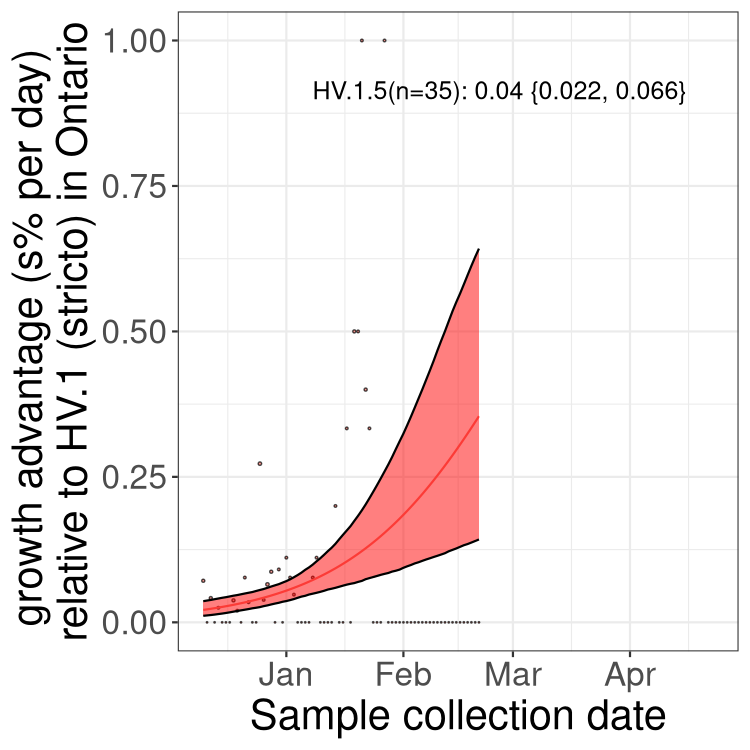 growth advantage (s% per day)
relative to HV.1 (stricto) in Ontario
1.00
0.75
0.50
0.25
0.00
HV.1.5(n=35): 0.04 {0.022, 0.066}
Jan Feb Mar Apr
Sample collection date